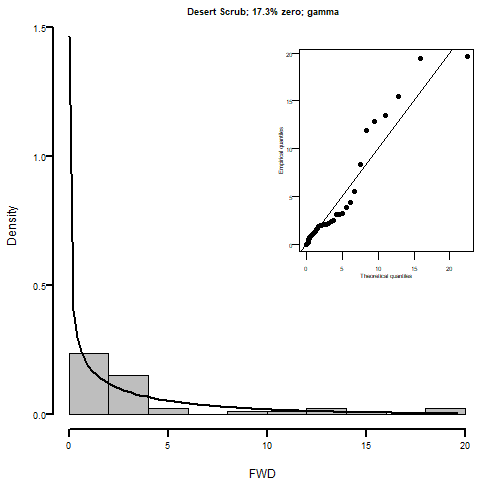 Desert Scrub; 17.3% zero; gamma
1.5
1.0
0.5
0.0
Density
0 5 10 15 20
FWD
20
15
10
5
0
Empirical quantiles
0 5 10 15 20
Theoretical quantiles